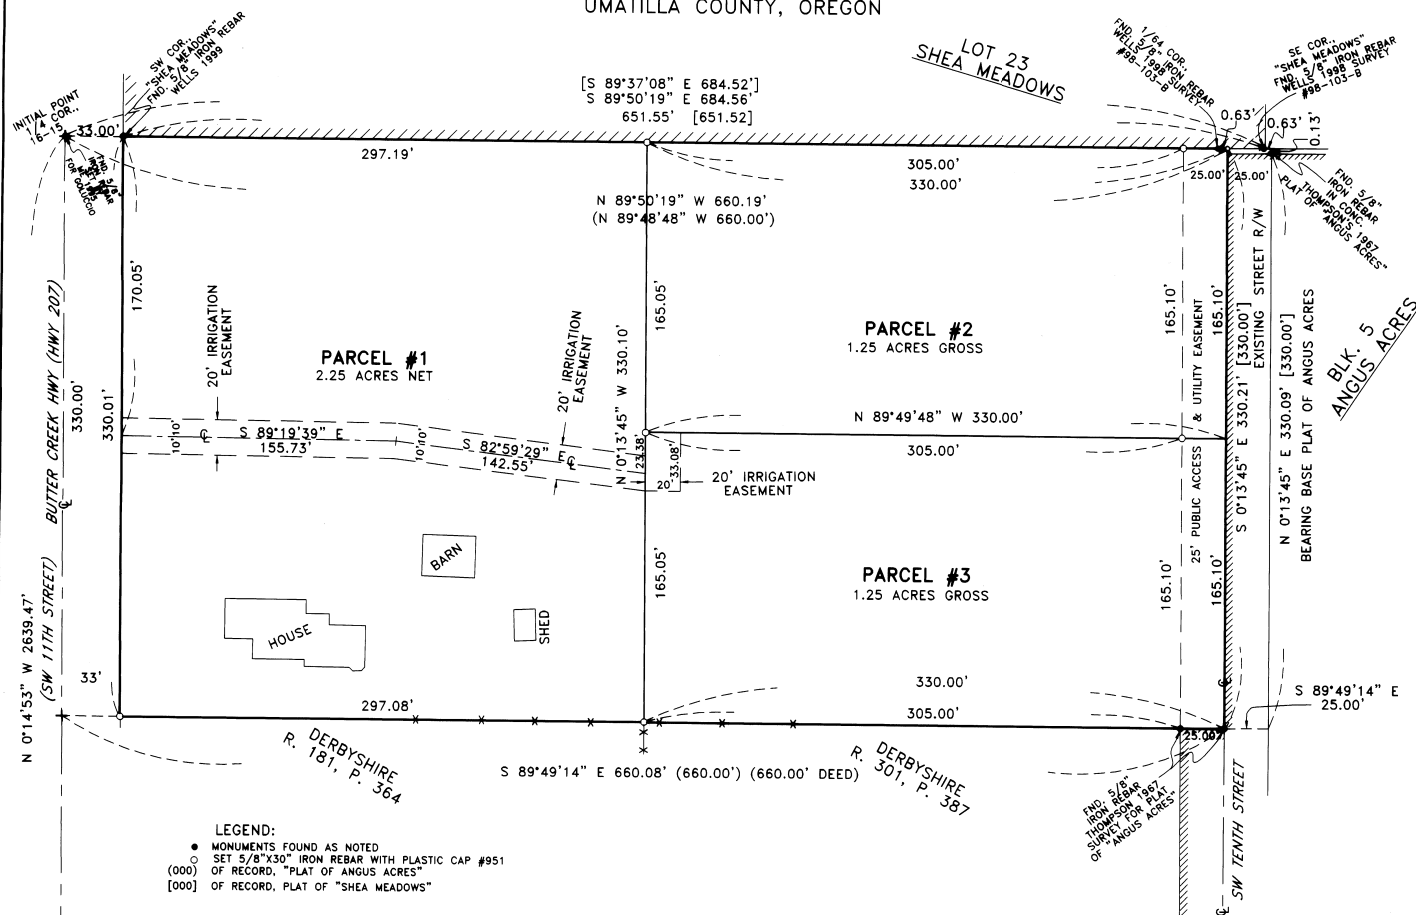 UMATILLA COUNTY, OREGON
LOT 23
SHEA MEADOWS
[S 89°37'08" E 684.52']
S 89°50'19" E 684.56'
651.55' [651.52]
SW COR.,
"SHEA MEADOWS"
FND. 5/8" IRON REBAR
WELLS 1999
INITIAL POINT
1/4 COR.,
16-15
33.00'
FND. 5/8"
IRON REBAR
FOR GOLUCCIO
1/64 COR.,
FND. 5/8" IRON REBAR
WELLS 1998 SURVEY
#98-103-B
SE COR.,
"SHEA MEADOWS"
FND. 5/8" IRON REBAR
WELLS 1998 SURVEY
#98-103-B
0.63'
0.63'
0.13'
297.19'
305.00'
330.00'
25.00'
25.00'
FND. 5/8"
IRON REBAR
IN CONC.
THOMPSON'S 1967
PLAT OF "ANGUS ACRES"
N 89°50'19" W 660.19'
(N 89°48'48" W 660.00')
170.05'
20' IRRIGATION
EASEMENT
PARCEL #1
2.25 ACRES NET
20' IRRIGATION
EASEMENT
N 0°13'45" W 330.10'
165.05'
PARCEL #2
1.25 ACRES GROSS
165.10'
165.10'
25' PUBLIC ACCESS & UTILITY EASEMENT
S 0°13'45" E 330.21' [330.00']
EXISTING STREET R/W
N 0°13'45" E 330.09' [330.00']
BEARING BASE PLAT OF ANGUS ACRES
BLK. 5
ANGUS ACRES
BUTTER CREEK HWY (HWY 207)
330.00'
330.01'
10'
10'
S 89°19'39" E
155.73'
10'
10'
S 82°59'29" E
142.55'
23.38'
33.08'
20'
20' IRRIGATION
EASEMENT
N 89°49'48" W 330.00'
305.00'
BARN
HOUSE
SHED
165.05'
PARCEL #3
1.25 ACRES GROSS
165.10'
165.10'
N 0°14'53" W 2639.47'
(SW 11TH STREET)
33'
297.08'
330.00'
305.00'
25.00'
S 89°49'14" E
25.00'
DERBYSHIRE
R. 181, P. 364
S 89°49'14" E 660.08' (660.00') (660.00' DEED)
DERBYSHIRE
R. 301, P. 387
FND. 5/8"
IRON REBAR
THOMPSON 1967
SURVEY FOR PLAT
OF "ANGUS ACRES"
SW TENTH STREET
LEGEND:
MONUMENTS FOUND AS NOTED
SET 5/8"X30" IRON REBAR WITH PLASTIC CAP #951
(000) OF RECORD, "PLAT OF ANGUS ACRES"
[000] OF RECORD, PLAT OF "SHEA MEADOWS"